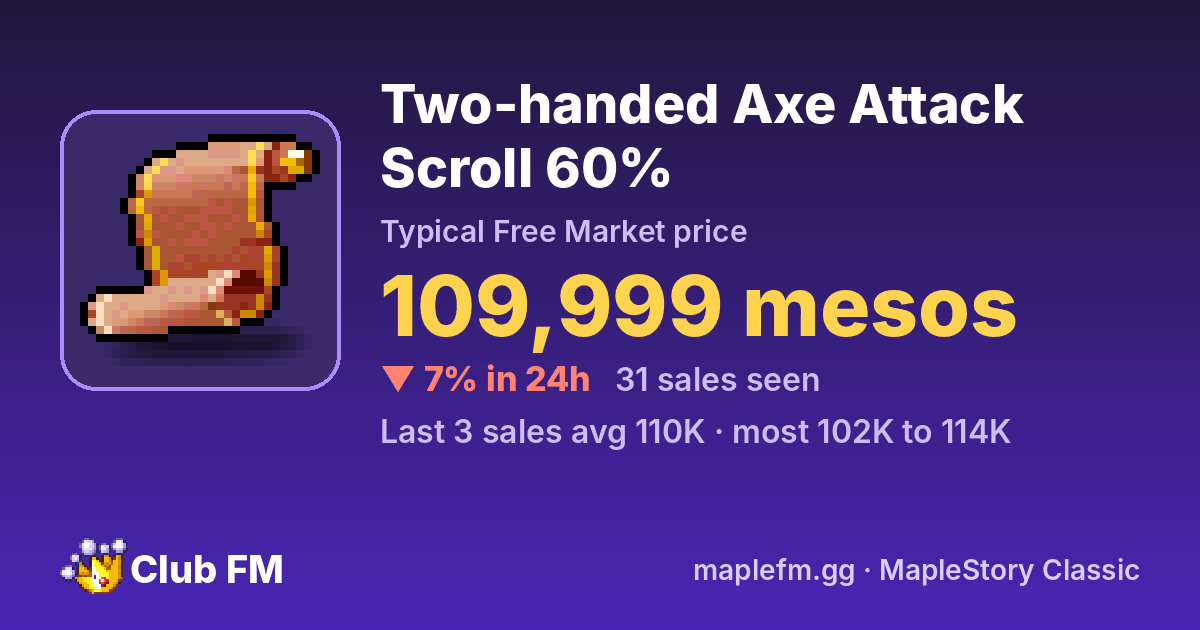 Two-handed Axe Attack
Scroll 60%
Typical Free Market price
109,999 mesos
▼ 7% in 24h 31 sales seen
Last 3 sales avg 110K · most 102K to 114K
Club FM
maplefm.gg · MapleStory Classic